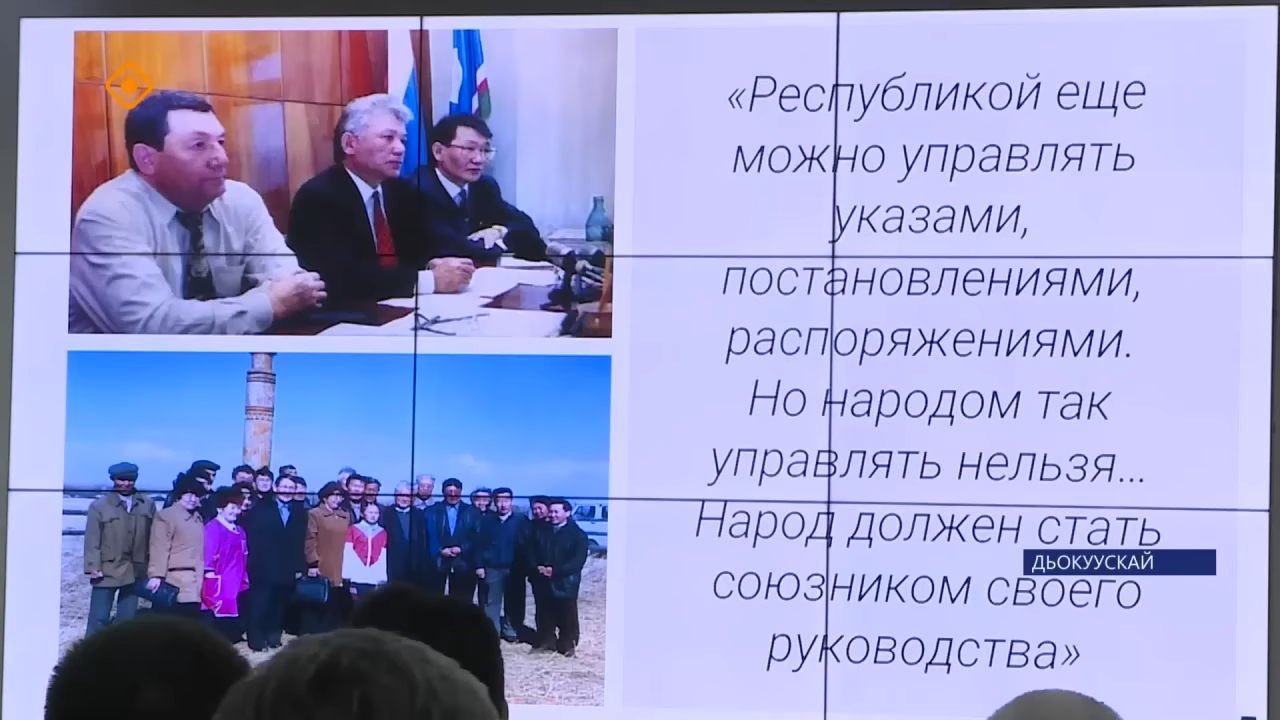 «Республикой еще
можно управлять
указами,
постановлениями,
распоряжениями.
Но народом так
управлять нельзя...
Народ должен стать
союзником своего
руководства»
ДЬОКУУСКАЙ